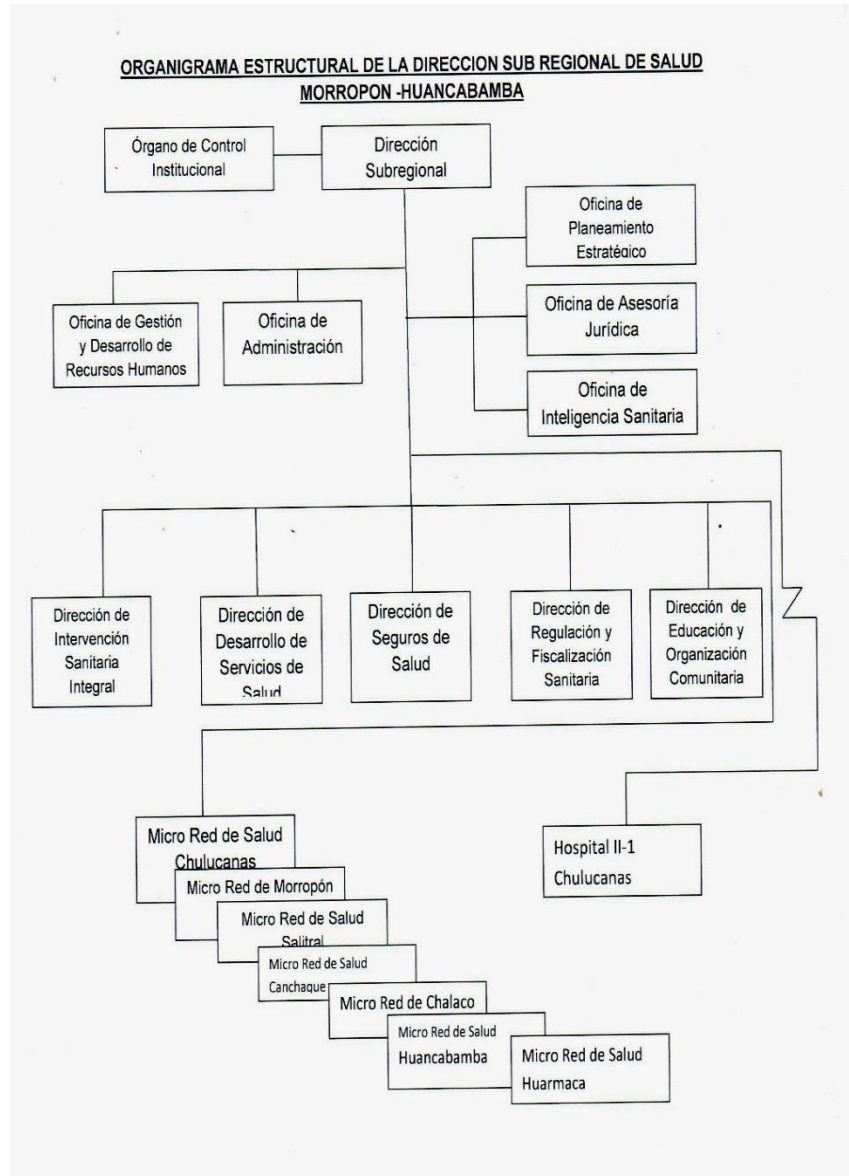 ORGANIGRAMA ESTRUCTURAL DE LA DIRECCION SUB REGIONAL DE SALUD
MORROPON -HUANCABAMBA
Órgano de Control
Institucional
Dirección
Subregional
Oficina de
Planeamiento
Estratégico
Oficina de Gestión
y Desarrollo de
Recursos Humanos
Oficina de
Administración
Oficina de Asesoría
Jurídica
Oficina de
Inteligencia Sanitaria
Dirección de
Intervención
Sanitaria
Integral
Dirección de
Desarrollo de
Servicios de
Salud
Dirección de
Seguros de
Salud
Dirección de
Regulación y
Fiscalización
Sanitaria
Dirección de
Educación y
Organización
Comunitaria
Micro Red de Salud
Chulucanas
Micro Red de Morropón
Micro Red de Salud
Salitral
Micro Red de Salud
Canchaque
Micro Red de Chalaco
Micro Red de Salud
Huancabamba
Micro Red de Salud
Huarmaca
Hospital II-1
Chulucanas